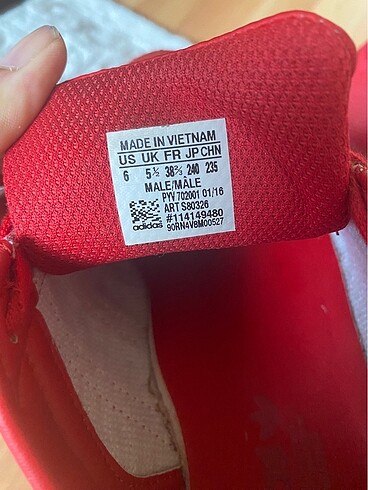 MADE IN VIETNAM
US UK FR JP CHN
6 5½ 38⅔ 240 235
MALE/MÂLE
PYV 702001 01/16
ART S80326
#114149480
adidas 90RN4V8M00527